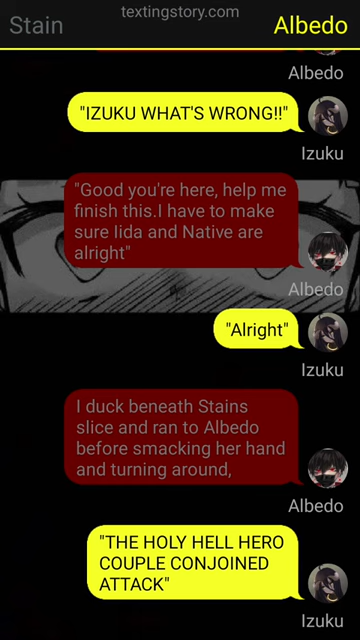 textingstory.com
Stain
Albedo
Albedo
"IZUKU WHAT'S WRONG!!"
Izuku
"Good you're here, help me
finish this.I have to make
sure Iida and Native are
alright"
Albedo
"Alright"
Izuku
I duck beneath Stains
slice and ran to Albedo
before smacking her hand
and turning around,
Albedo
"THE HOLY HELL HERO
COUPLE CONJOINED
ATTACK"
Izuku